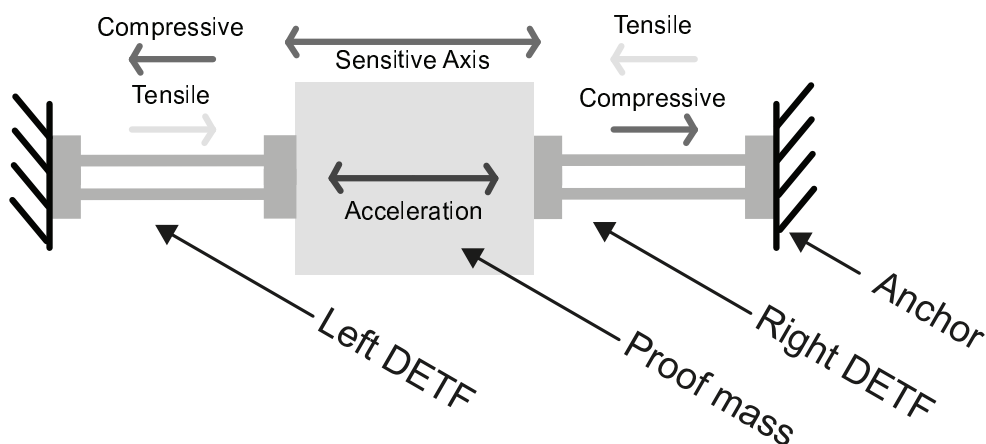 Compressive
Tensile
Sensitive Axis
Tensile
Compressive
Acceleration
Left DETF
Proof mass
Right DETF
Anchor